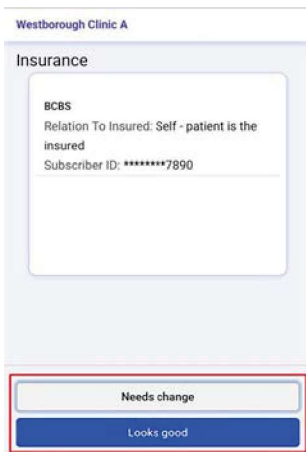 Westborough Clinic A
Insurance
BCBS
Relation To Insured: Self - patient is the
insured
Subscriber ID: ********7890
Needs change
Looks good